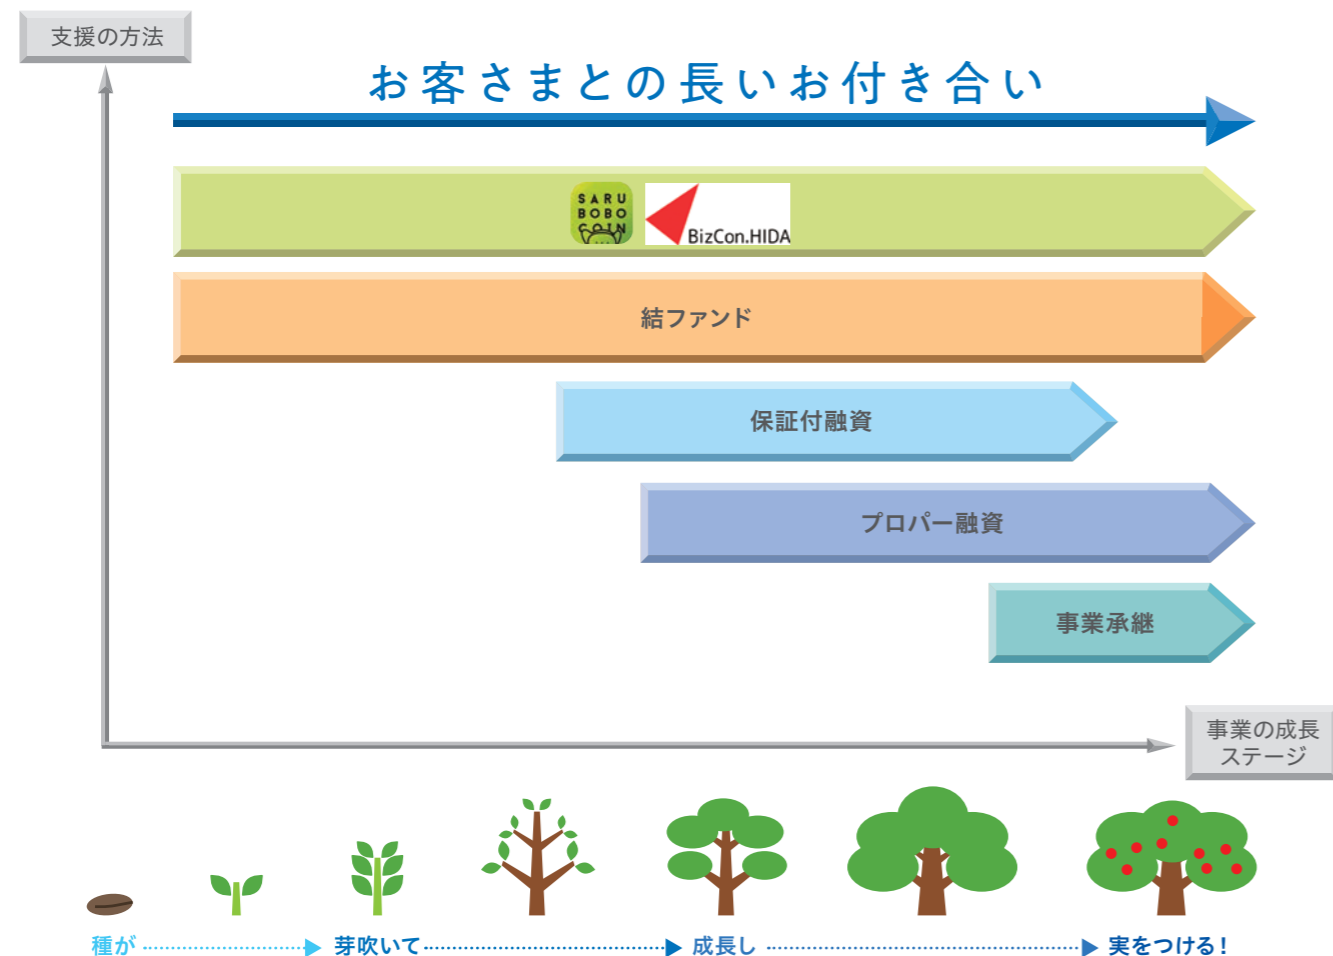 支援の方法
お客さまとの長いお付き合い
SARU
BOBO
COIN
BizCon.HIDA
結ファンド
保証付融資
プロパー融資
事業承継
事業の成長
ステージ
種が 芽吹いて 成長し 実をつける！